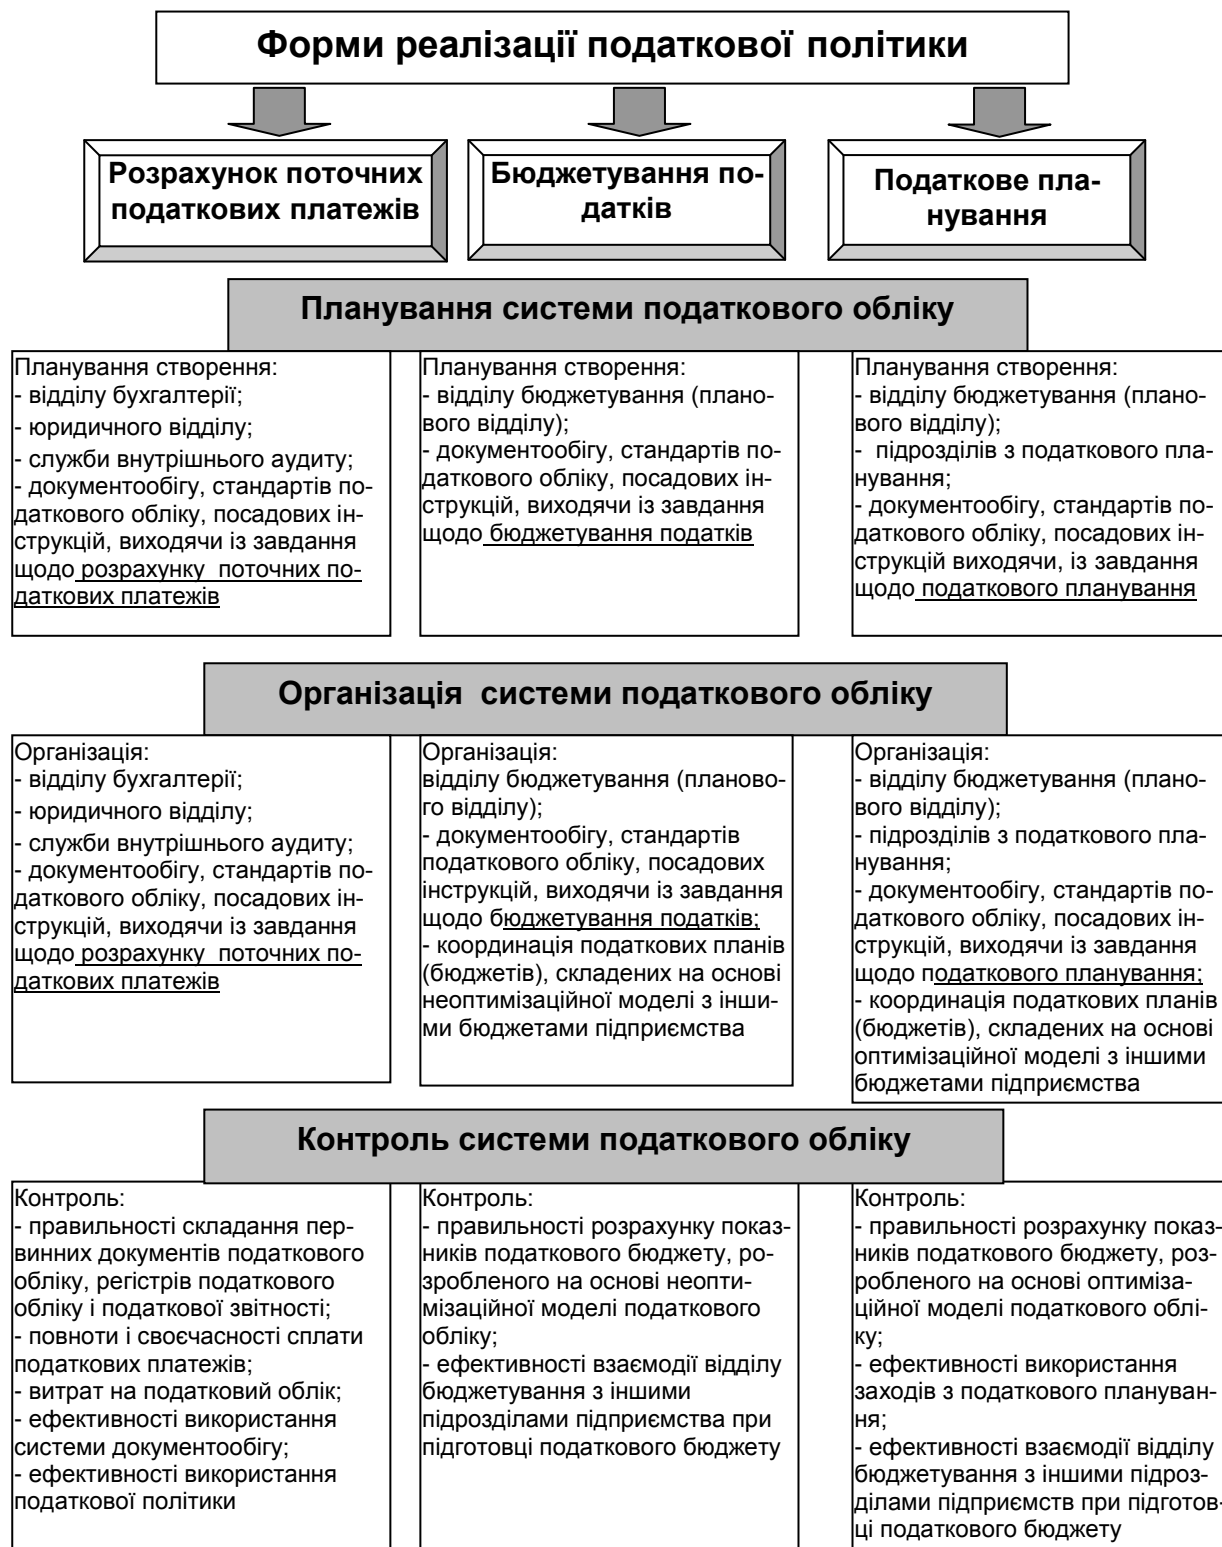 Форми реалізації податкової політики
Розрахунок поточних
податкових платежів
Бюджетування по-
датків
Податкове пла-
нування
Планування системи податкового обліку
Планування створення:
- відділу бухгалтерії;
- юридичного відділу;
- служби внутрішнього аудиту;
- документообігу, стандартів по-
даткового обліку, посадових ін-
струкцій, виходячи із завдання
щодо розрахунку поточних по-
даткових платежів
Планування створення:
- відділу бюджетування (плано-
вого відділу);
- документообігу, стандартів по-
даткового обліку, посадових ін-
струкцій, виходячи із завдання
щодо бюджетування податків
Планування створення:
- відділу бюджетування (плано-
вого відділу);
- підрозділів з податкового пла-
нування;
- документообігу, стандартів по-
даткового обліку, посадових ін-
струкцій виходячи, із завдання
щодо податкового планування
Організація системи податкового обліку
Організація:
- відділу бухгалтерії;
- юридичного відділу;
- служби внутрішнього аудиту;
- документообігу, стандартів по-
даткового обліку, посадових ін-
струкцій, виходячи із завдання
щодо розрахунку поточних по-
даткових платежів
Організація:
відділу бюджетування (планово-
го відділу);
- документообігу, стандартів
податкового обліку, посадових
інструкцій, виходячи із завдання
щодо бюджетування податків;
- координація податкових планів
(бюджетів), складених на основі
неоптимізаційної моделі з інши-
ми бюджетами підприємства
Організація:
- відділу бюджетування (плано-
вого відділу);
- підрозділів з податкового пла-
нування;
- документообігу, стандартів по-
даткового обліку, посадових ін-
струкцій, виходячи із завдання
щодо податкового планування;
- координація податкових планів
(бюджетів), складених на основі
оптимізаційної моделі з іншими
бюджетами підприємства
Контроль системи податкового обліку
Контроль:
- правильності складання пер-
винних документів податкового
обліку, регістрів податкового
обліку і податкової звітності;
- повноти і своєчасності сплати
податкових платежів;
- витрат на податковий облік;
- ефективності використання
системи документообігу;
- ефективності використання
податкової політики
Контроль:
- правильності розрахунку показ-
ників податкового бюджету, ро-
зробленого на основі неопти-
мізаційної моделі податкового
обліку;
- ефективності взаємодії відділу
бюджетування з іншими
підрозділами підприємства при
підготовці податкового бюджету
Контроль:
- правильності розрахунку показ-
ників податкового бюджету, роз-
робленого на основі оптиміза-
ційної моделі податкового облі-
ку;
- ефективності використання
заходів з податкового плануван-
ня;
- ефективності взаємодії відділу
бюджетування з іншими підроз-
ділами підприємств при підготов-
ці податкового бюджету